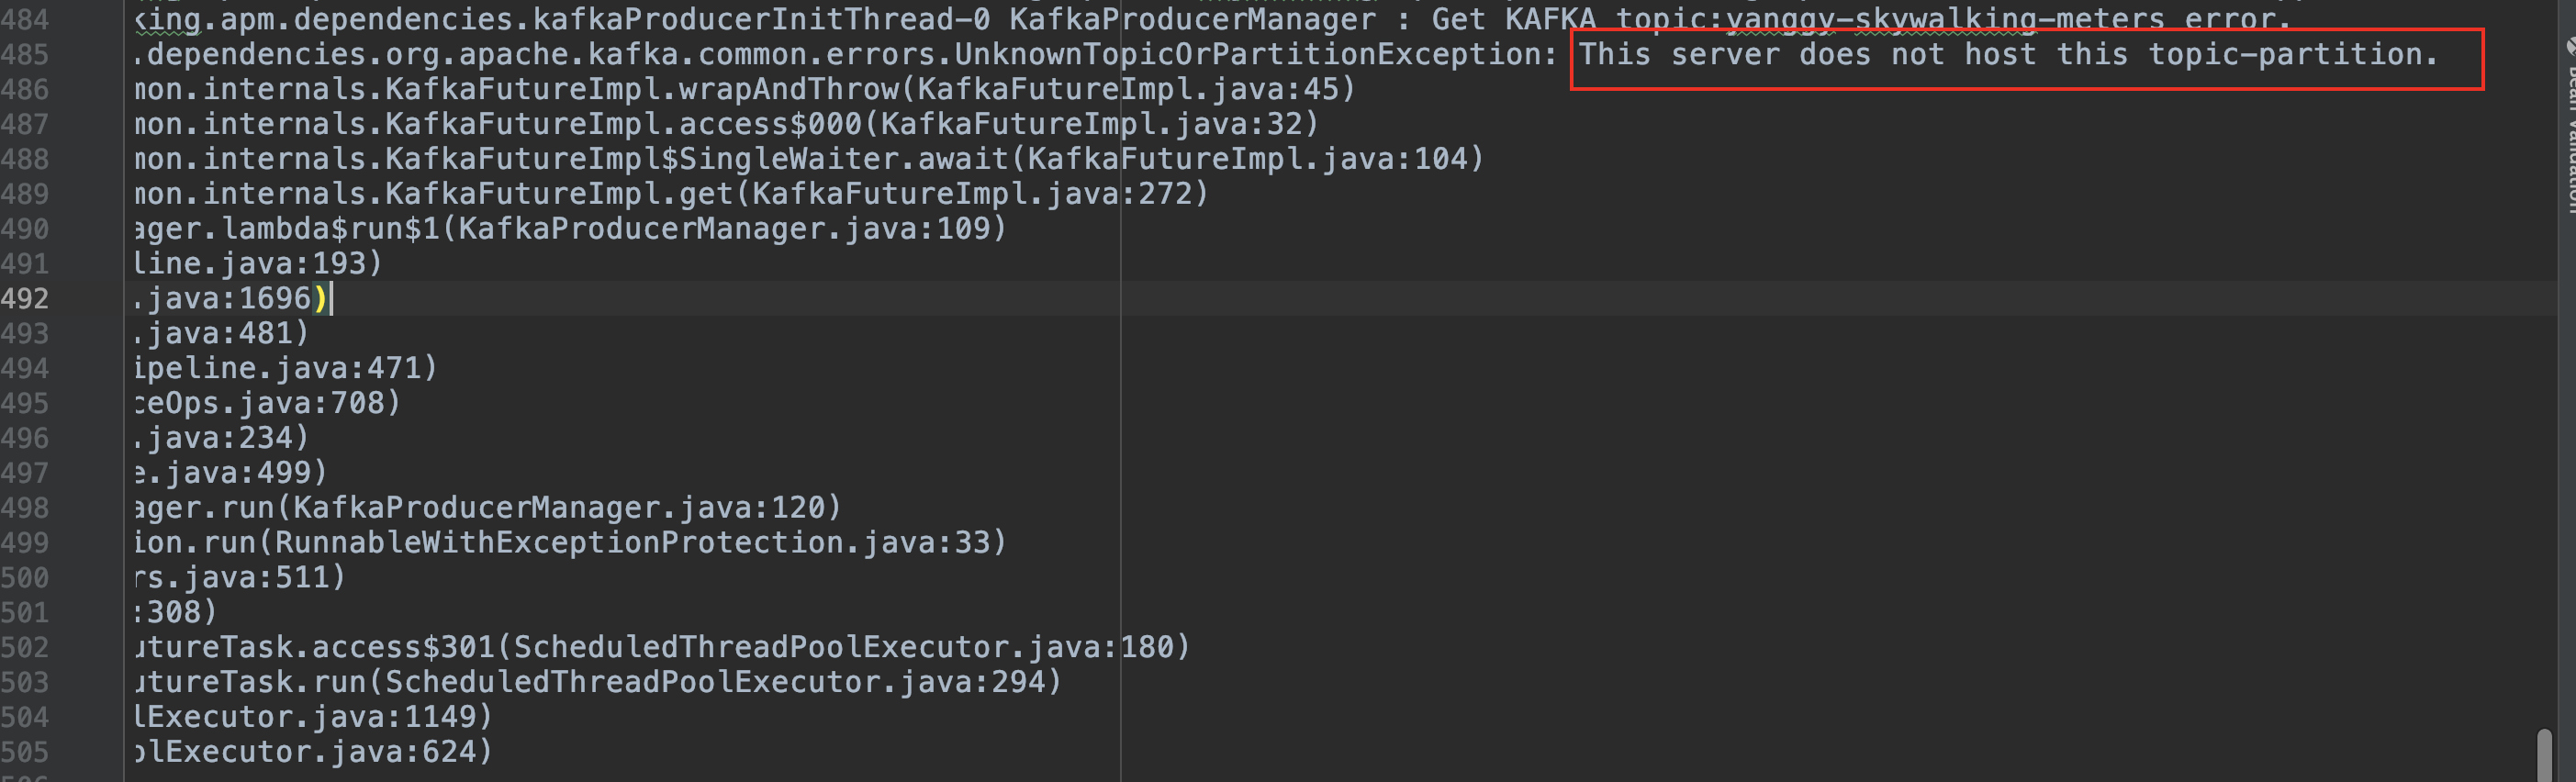 484 king.apm.dependencies.kafkaProducerInitThread-0 KafkaProducerManager : Get KAFKA topic:yanggy-skywalking-meters error.
485 .dependencies.org.apache.kafka.common.errors.UnknownTopicOrPartitionException: This server does not host this topic-partition.
486 mon.internals.KafkaFutureImpl.wrapAndThrow(KafkaFutureImpl.java:45)
487 mon.internals.KafkaFutureImpl.access$000(KafkaFutureImpl.java:32)
488 mon.internals.KafkaFutureImpl$SingleWaiter.await(KafkaFutureImpl.java:104)
489 mon.internals.KafkaFutureImpl.get(KafkaFutureImpl.java:272)
490 ager.lambda$run$1(KafkaProducerManager.java:109)
491 line.java:193)
492 .java:1696)
493 .java:481)
494 ipeline.java:471)
495 ceOps.java:708)
496 .java:234)
497 e.java:499)
498 ager.run(KafkaProducerManager.java:120)
499 ion.run(RunnableWithExceptionProtection.java:33)
500 rs.java:511)
501 :308)
502 utureTask.access$301(ScheduledThreadPoolExecutor.java:180)
503 utureTask.run(ScheduledThreadPoolExecutor.java:294)
504 lExecutor.java:1149)
505 olExecutor.java:624)
Bean Validation